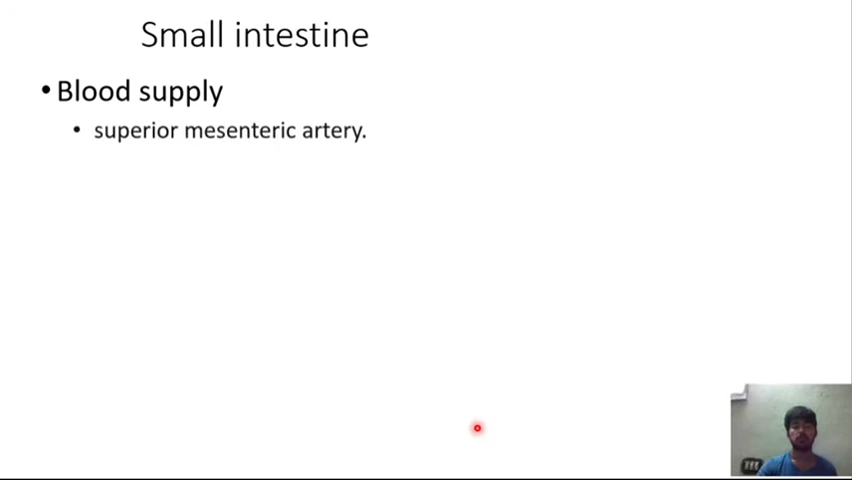 Small intestine
• Blood supply
• superior mesenteric artery.